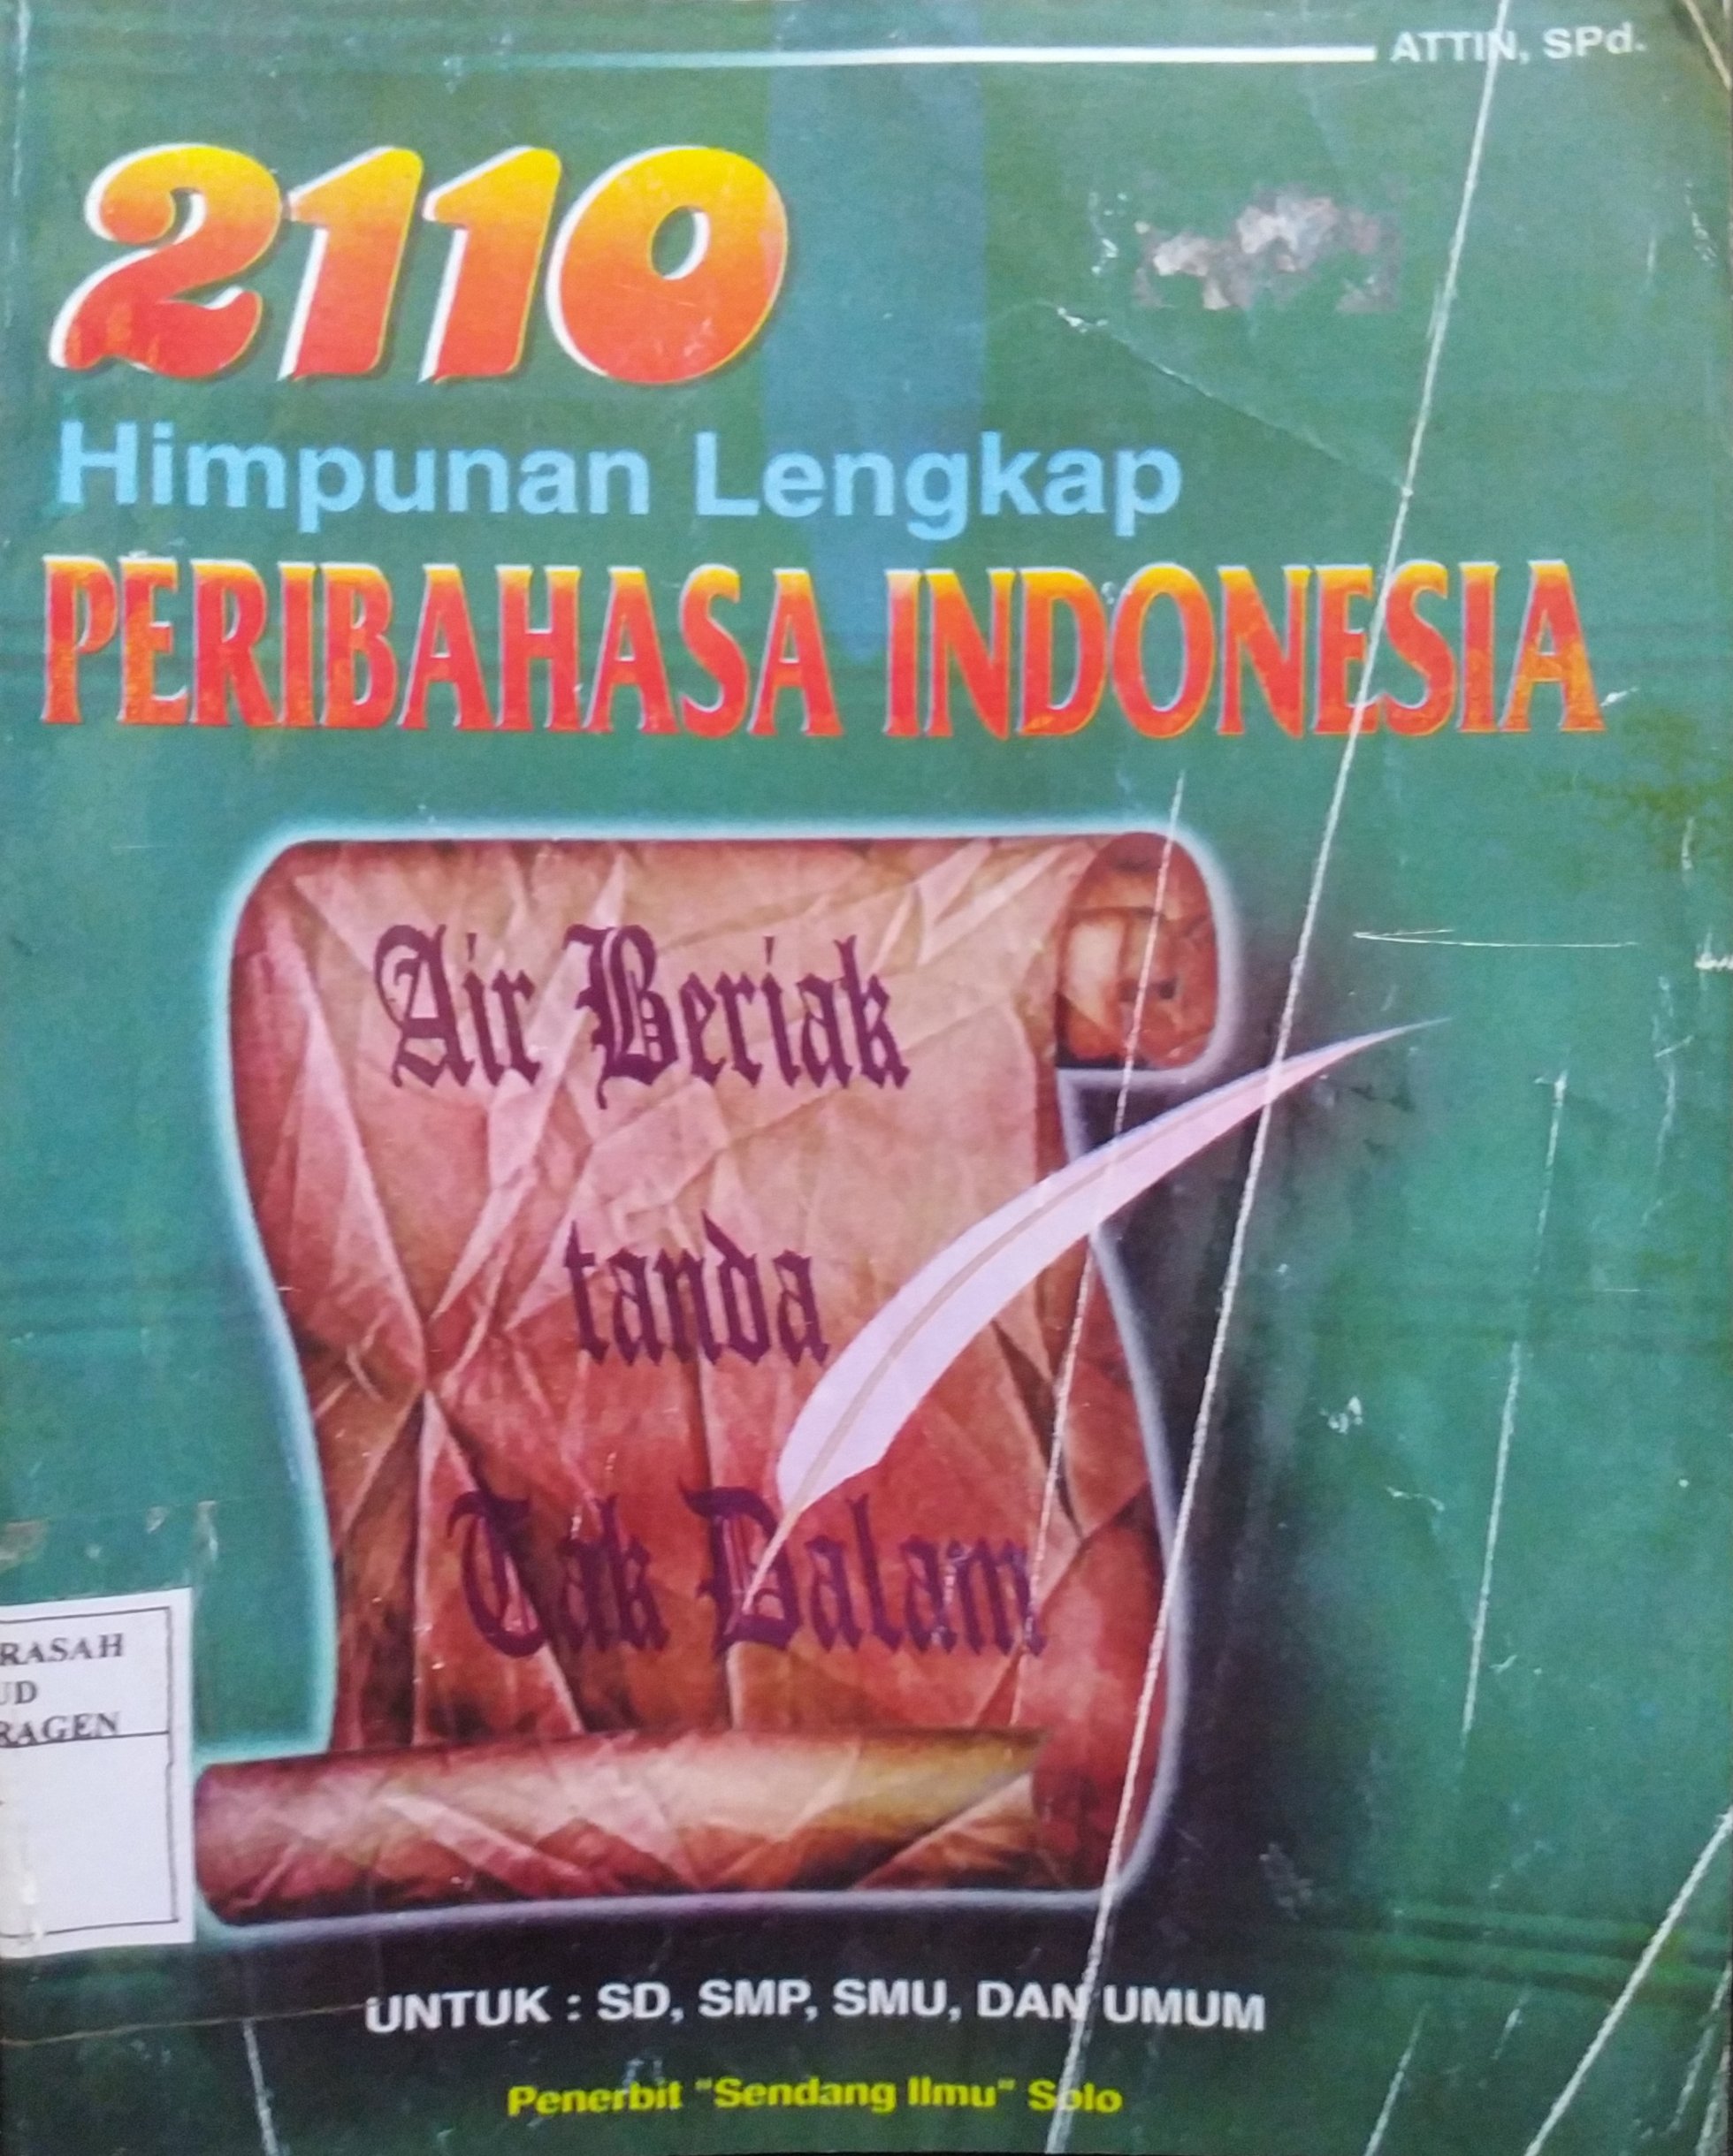 ATTIN, SPd.
2110
Himpunan Lengkap
PERIBAHASA INDONESIA
Air Beriak
tanda
Tak Dalam
RASAH
UD
RAGEN
UNTUK : SD, SMP, SMU, DAN UMUM
Penerbit "Sendang Ilmu" Solo